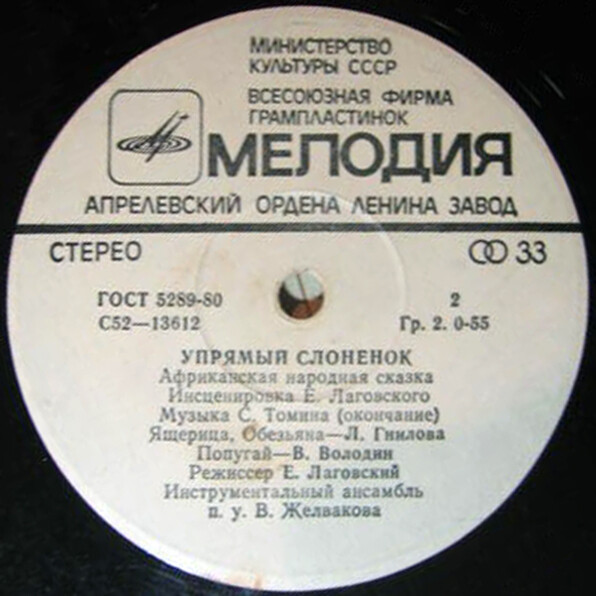 МИНИСТЕРСТВО
КУЛЬТУРЫ СССР
ВСЕСОЮЗНАЯ ФИРМА
ГРАМПЛАСТИНОК
МЕЛОДИЯ
АПРЕЛЕВСКИЙ ОРДЕНА ЛЕНИНА ЗАВОД
СТЕРЕО 33
ГОСТ 5289-80 2
С52—13612 Гр. 2. 0-55
УПРЯМЫЙ СЛОНЕНОК
Африканская народная сказка
Инсценировка Е. Лаговского
Музыка С. Томина (окончание)
Ящерица, Обезьяна—Л. Гнилова
Попугай—В. Володин
Режиссер Е. Лаговский
Инструментальный ансамбль
п. у. В. Желвакова